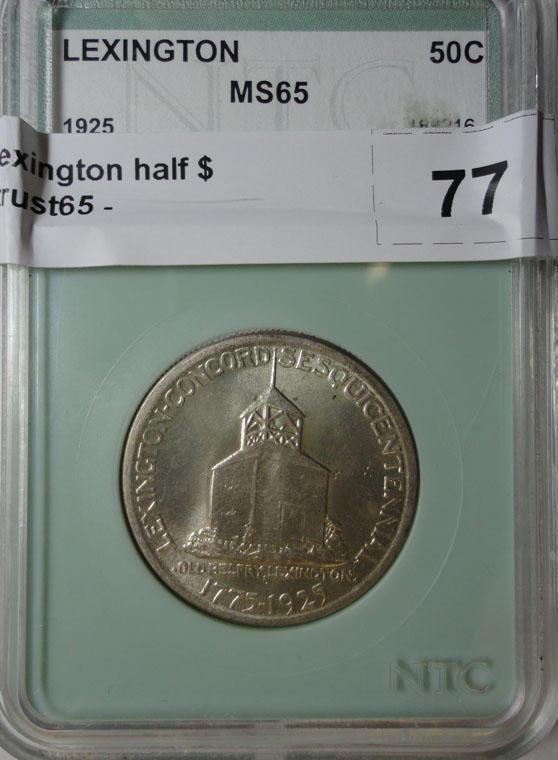 LEXINGTON 50C
MS65
1925
exington half $
rust65 -
77
LEXINGTON-CONCORD SESQUICENTENNIAL
OLD BELFRY, LEXINGTON
1775-1925
NTC